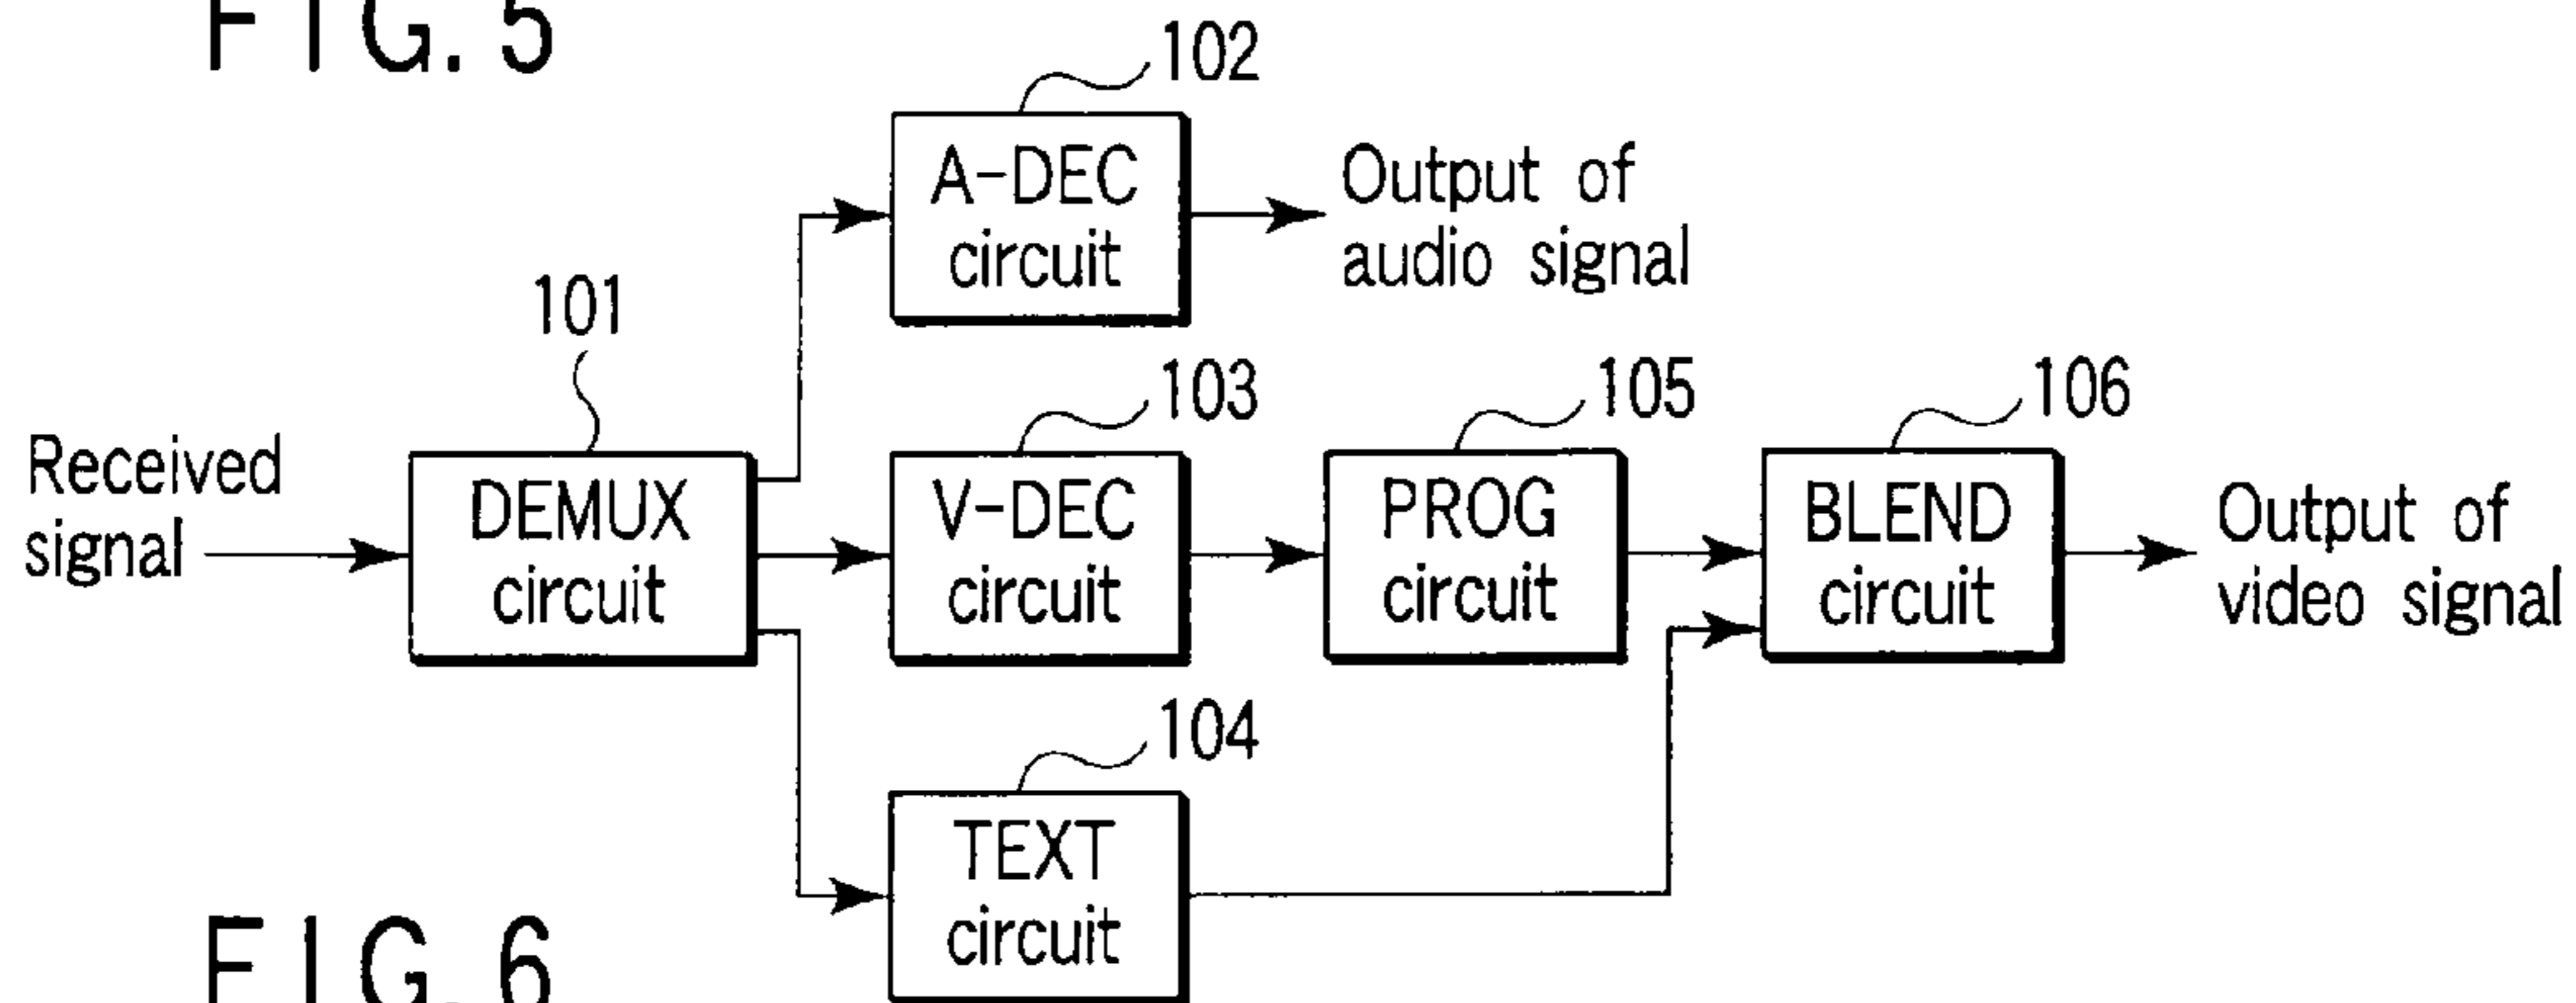 FIG. 5
102
A-DEC
circuit
Output of
audio signal
101
Received
signal
DEMUX
circuit
103
V-DEC
circuit
105
PROG
circuit
106
BLEND
circuit
Output of
video signal
104
TEXT
circuit
FIG. 6